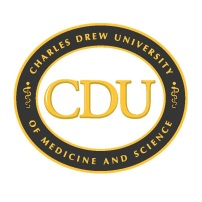 CHARLES DREW UNIVERSITY
CDU
OF MEDICINE AND SCIENCE